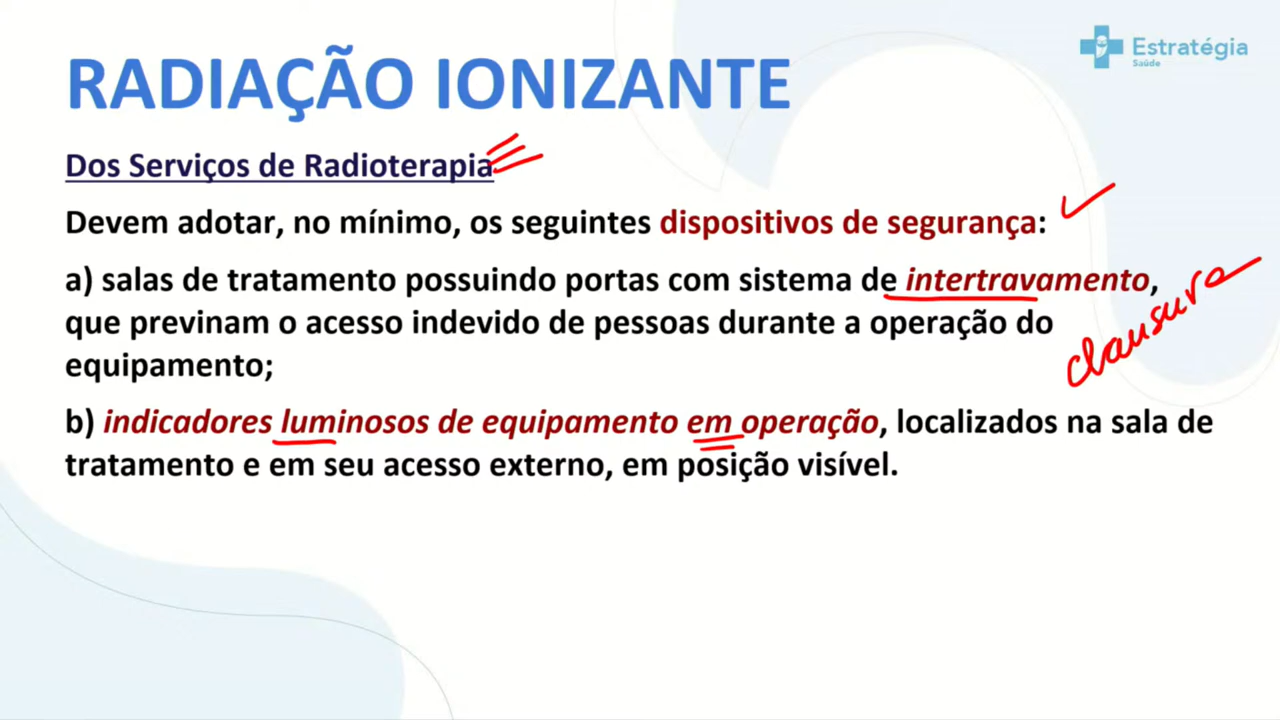 RADIAÇÃO IONIZANTE
Estratégia
Saúde
Dos Serviços de Radioterapia
Devem adotar, no mínimo, os seguintes dispositivos de segurança:
a) salas de tratamento possuindo portas com sistema de intertravamento,
que previnam o acesso indevido de pessoas durante a operação do
equipamento;
clausura
b) indicadores luminosos de equipamento em operação, localizados na sala de
tratamento e em seu acesso externo, em posição visível.